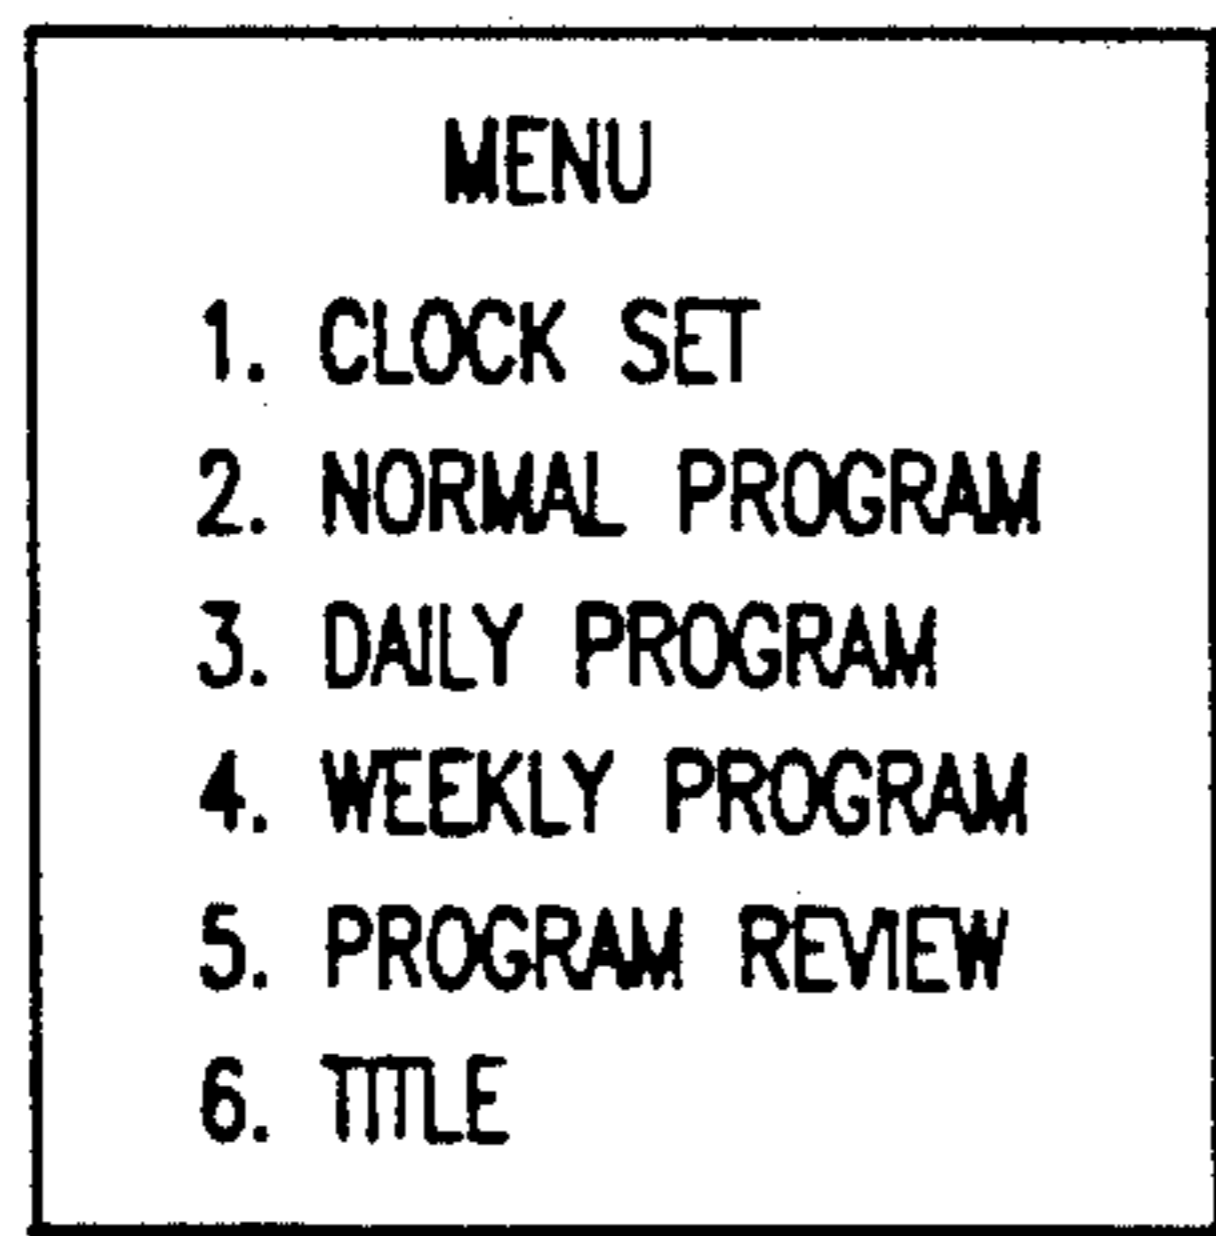 MENU
1. CLOCK SET
2. NORMAL PROGRAM
3. DAILY PROGRAM
4. WEEKLY PROGRAM
5. PROGRAM REVIEW
6. TITLE